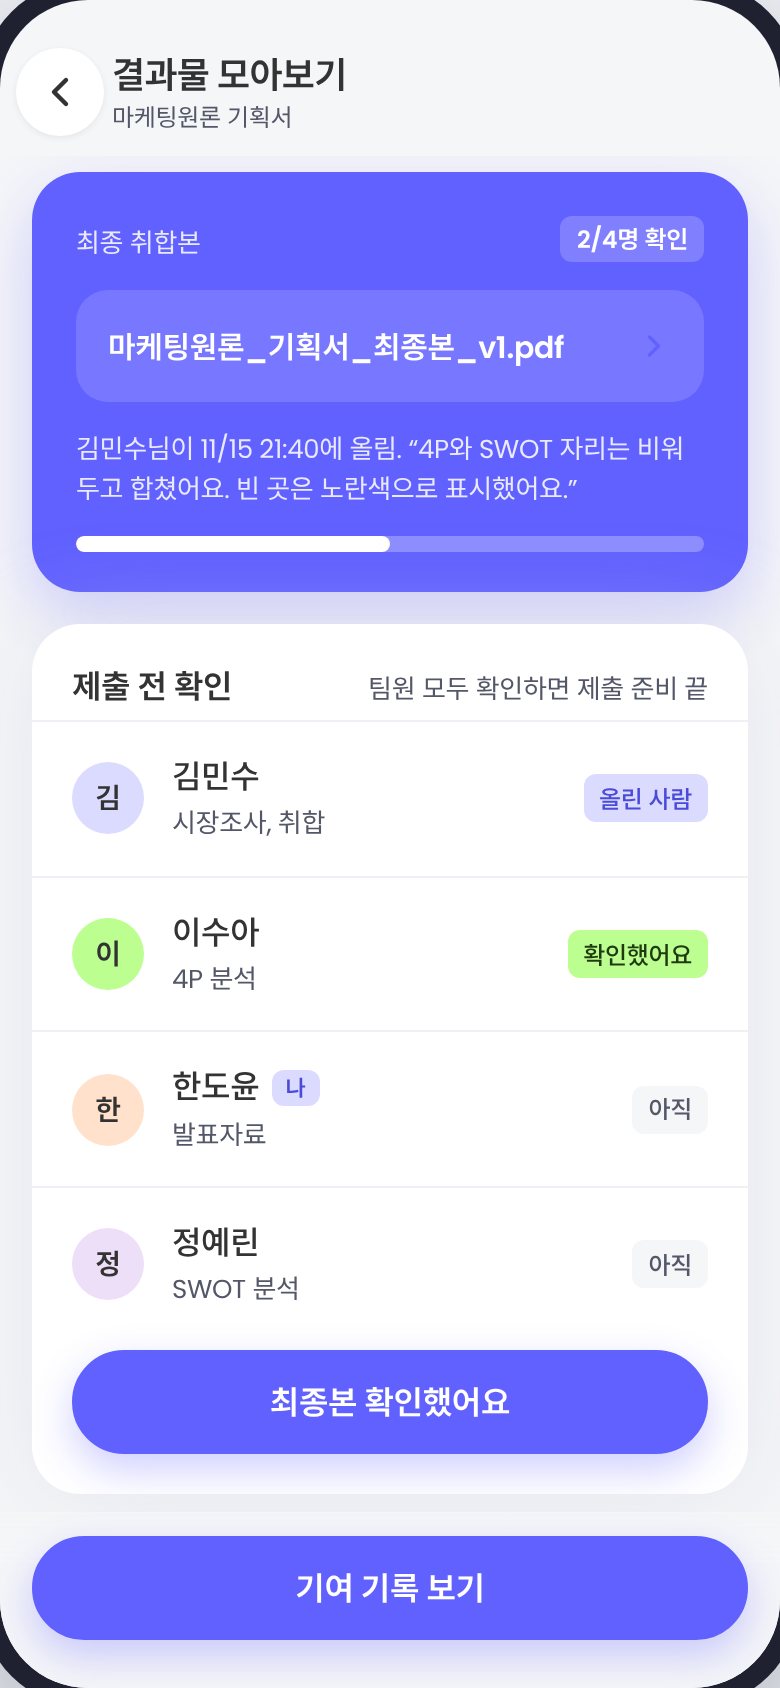 결과물 모아보기
마케팅원론 기획서
최종 취합본
2/4명 확인
마케팅원론_기획서_최종본_v1.pdf
김민수님이 11/15 21:40에 올림. “4P와 SWOT 자리는 비워
두고 합쳤어요. 빈 곳은 노란색으로 표시했어요.”
제출 전 확인
팀원 모두 확인하면 제출 준비 끝
김
김민수
시장조사, 취합
올린 사람
이
이수아
4P 분석
확인했어요
한
한도윤
나
발표자료
아직
정
정예린
SWOT 분석
아직
최종본 확인했어요
기여 기록 보기